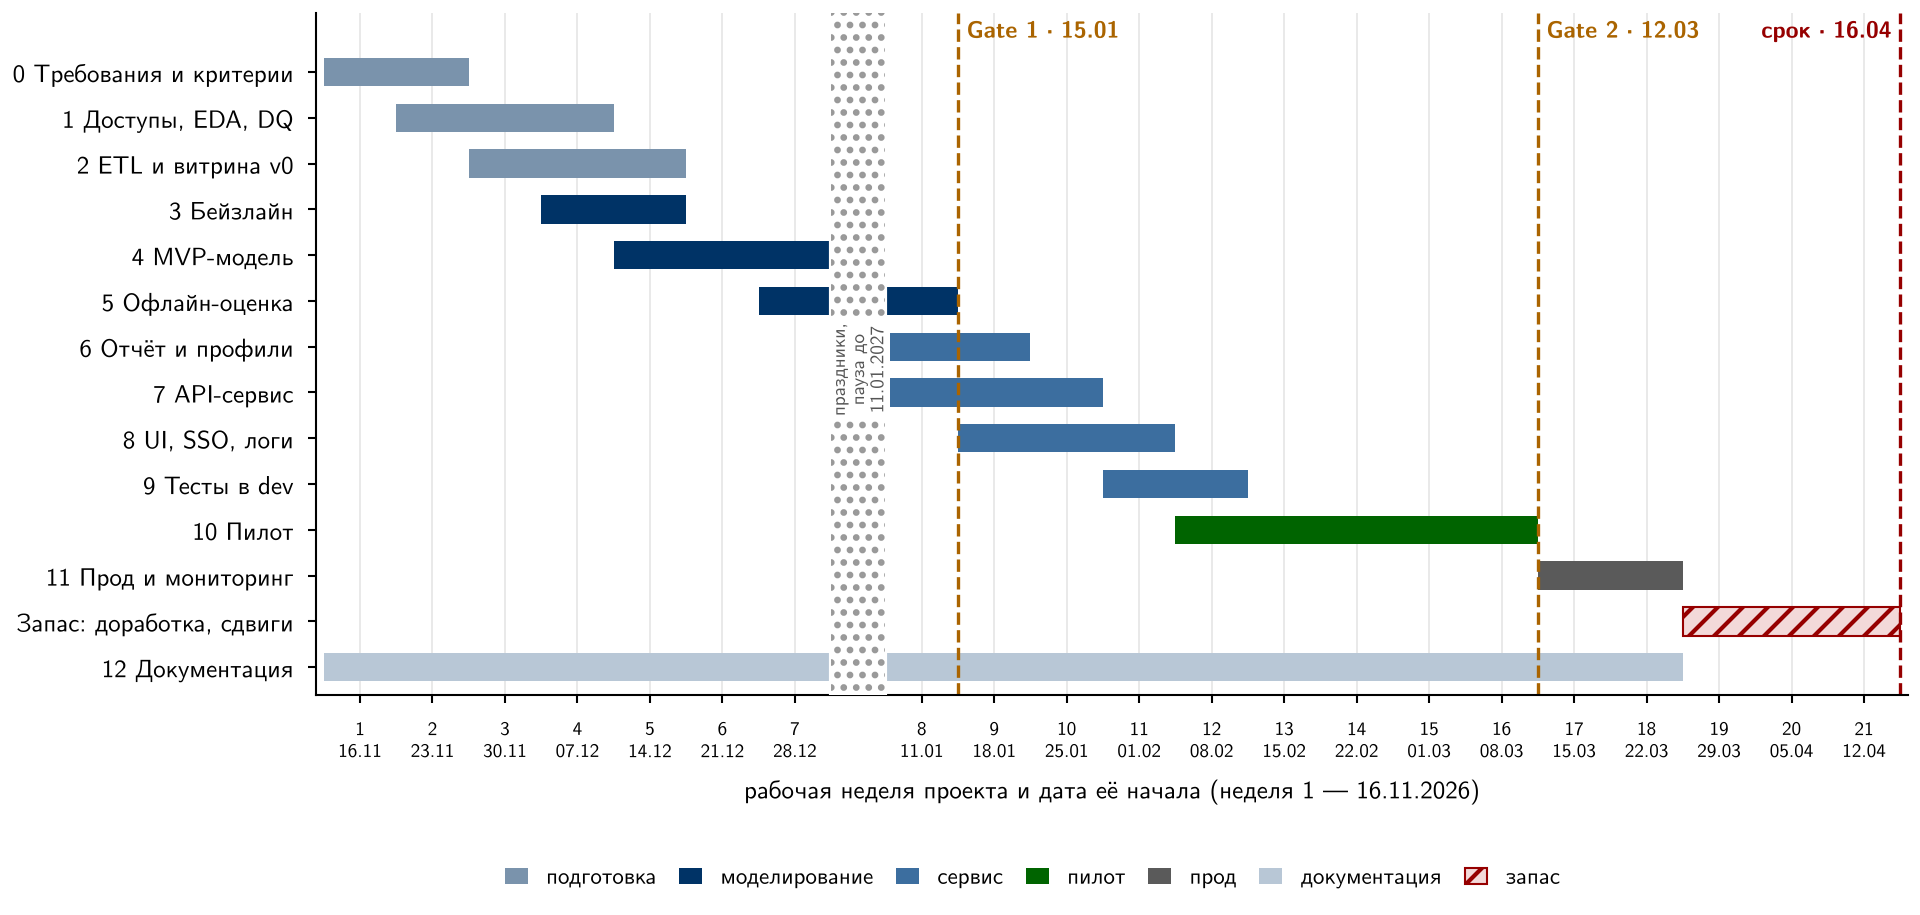 Gate 1 · 15.01
Gate 2 · 12.03
срок · 16.04
0 Требования и критерии
1 Доступы, EDA, DQ
2 ETL и витрина v0
3 Бейзлайн
4 MVP-модель
5 Офлайн-оценка
6 Отчёт и профили
7 API-сервис
8 UI, SSO, логи
9 Тесты в dev
10 Пилот
11 Прод и мониторинг
Запас: доработка, сдвиги
12 Документация
праздники,
пауза до
11.01.2027
1 2 3 4 5 6 7 8 9 10 11 12 13 14 15 16 17 18 19 20 21
16.11 23.11 30.11 07.12 14.12 21.12 28.12 11.01 18.01 25.01 01.02 08.02 15.02 22.02 01.03 08.03 15.03 22.03 29.03 05.04 12.04
рабочая неделя проекта и дата её начала (неделя 1 — 16.11.2026)
подготовка моделирование сервис пилот прод документация запас